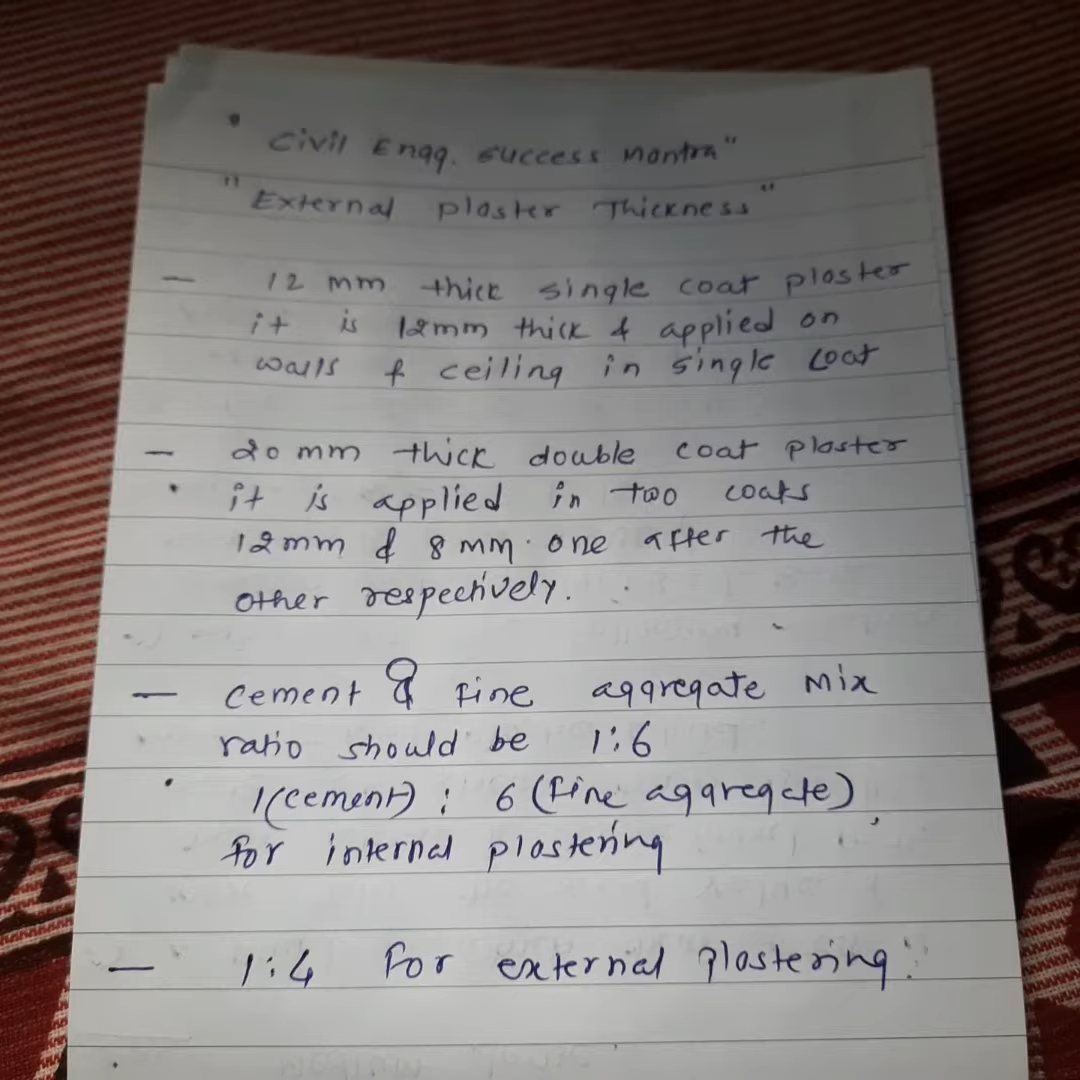 " Civil Engg. success mantra"
"External plaster Thickness"
— 12 mm thick single coat plaster
it is 12mm thick & applied on
walls & ceiling in single coat
— 20 mm thick double coat plaster
it is applied in two coats
12mm & 8 mm. one after the
other respectively.
— cement & fine aggregate mix
ratio should be 1:6
1(cement) : 6 (fine aggregate)
for internal plastering
— 1:4 for external plastering.